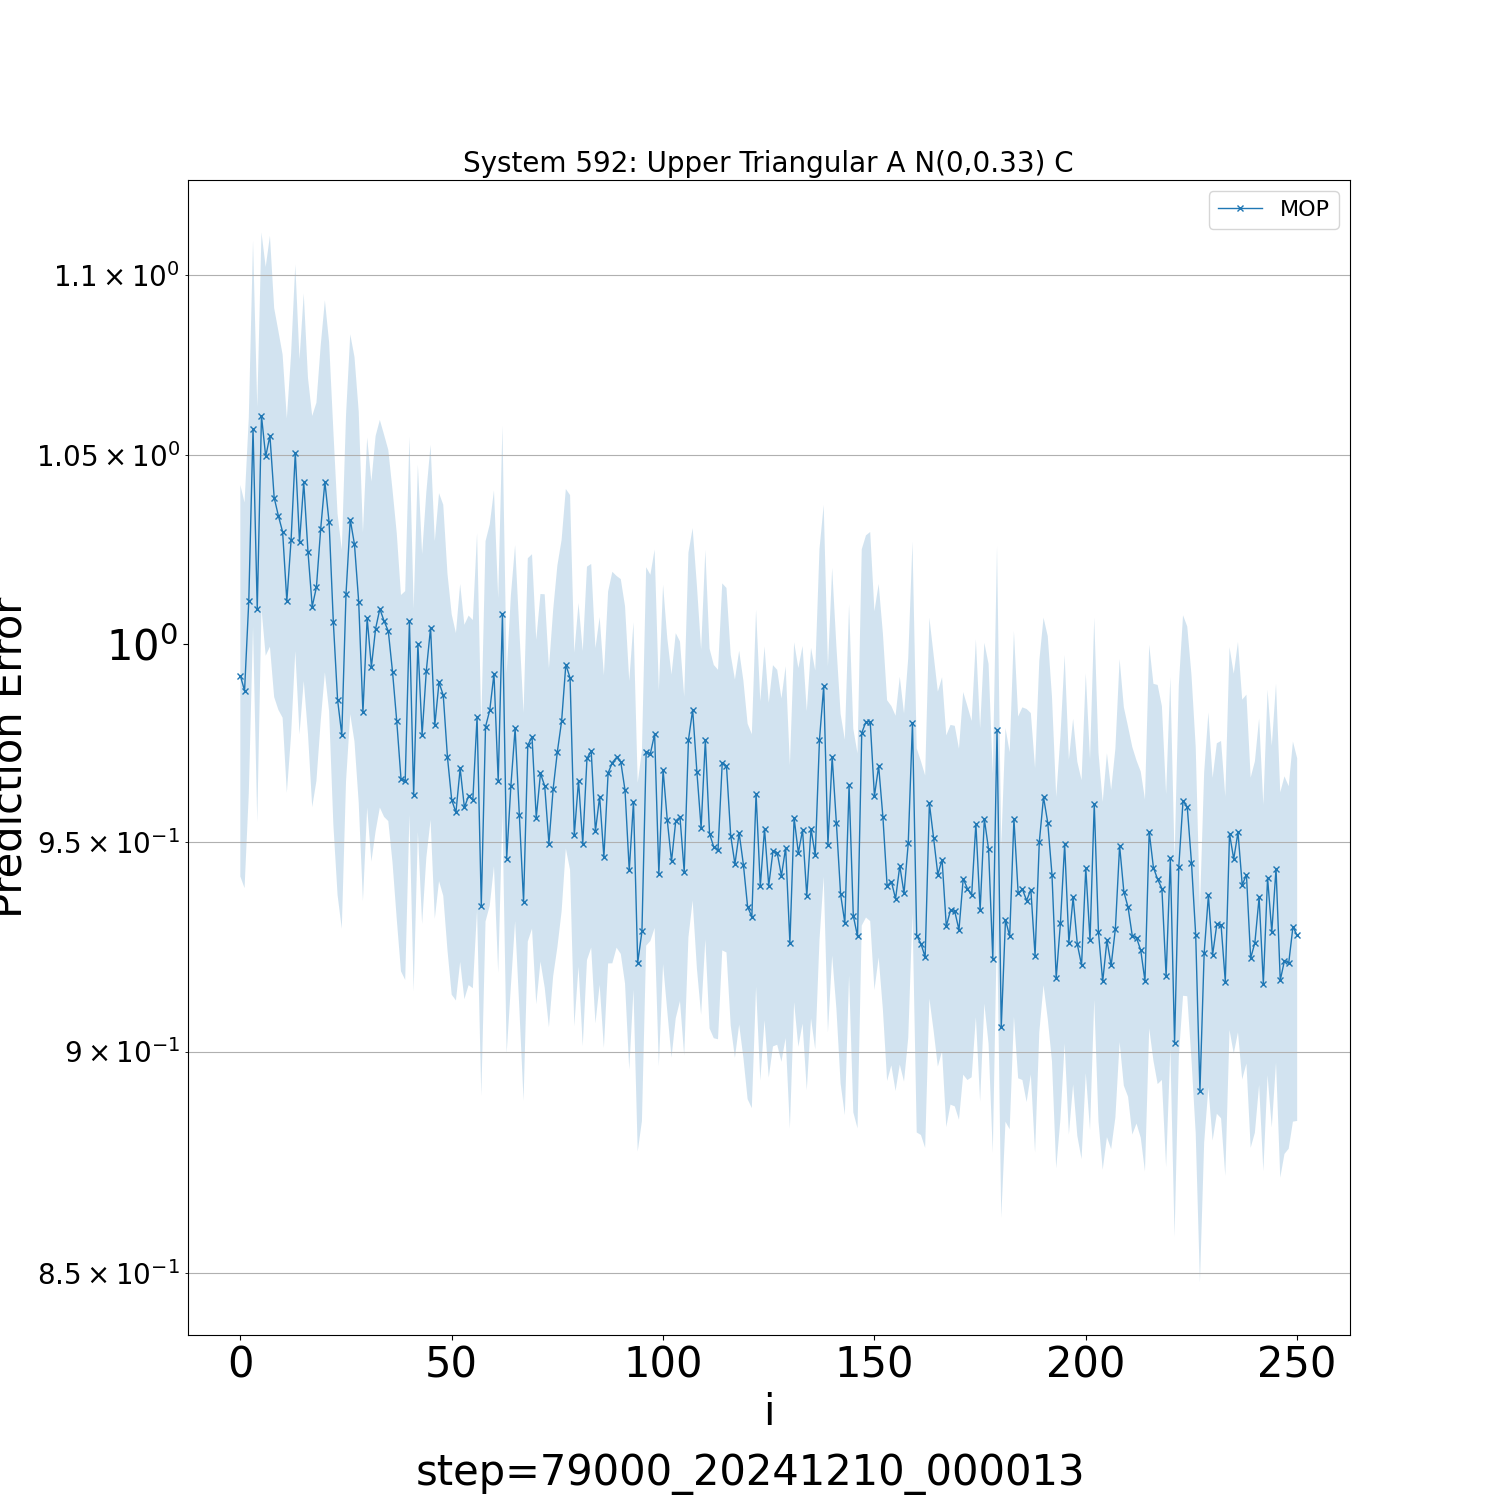 System 592: Upper Triangular A N(0,0.33) C
MOP
1.1 × 10⁰
1.05 × 10⁰
10⁰
9.5 × 10⁻¹
9 × 10⁻¹
8.5 × 10⁻¹
Prediction Error
0 50 100 150 200 250
i
step=79000_20241210_000013